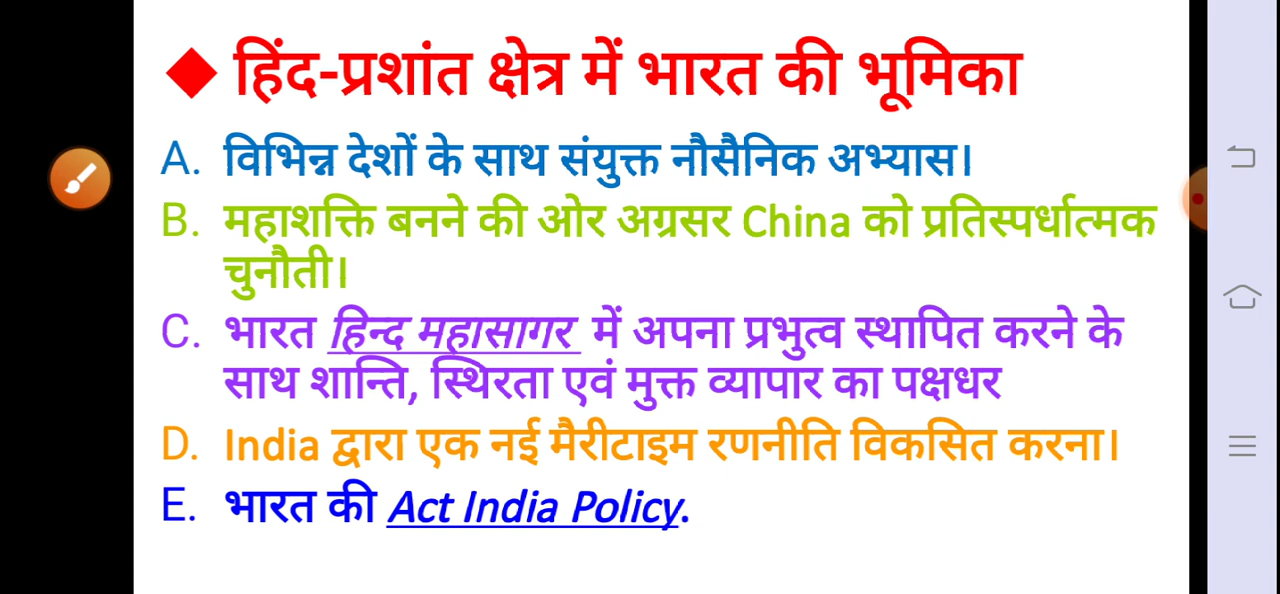 ◆ हिंद-प्रशांत क्षेत्र में भारत की भूमिका
A. विभिन्न देशों के साथ संयुक्त नौसैनिक अभ्यास।
B. महाशक्ति बनने की ओर अग्रसर China को प्रतिस्पर्धात्मक
चुनौती।
C. भारत हिन्द महासागर में अपना प्रभुत्व स्थापित करने के
साथ शान्ति, स्थिरता एवं मुक्त व्यापार का पक्षधर
D. India द्वारा एक नई मैरीटाइम रणनीति विकसित करना।
E. भारत की Act India Policy.